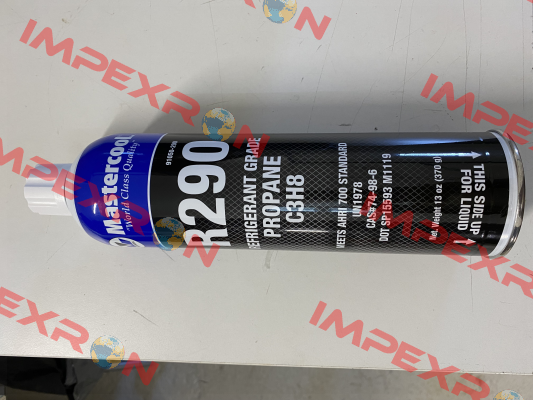 Mastercool
"World Class Quality"
R290
REFRIGERANT GRADE
PROPANE
C3H8
MEETS AHRI 700 STANDARD
UN1978
CAS#74-98-6
DOT SP15593 M1119
Net. Weight 13 oz (370 g)
THIS SIDE UP
FOR LIQUID
IMPEXRON
IMPEXRON
IMPEXRON
IMPEXRON
IMPEXRON
IMPEXRON